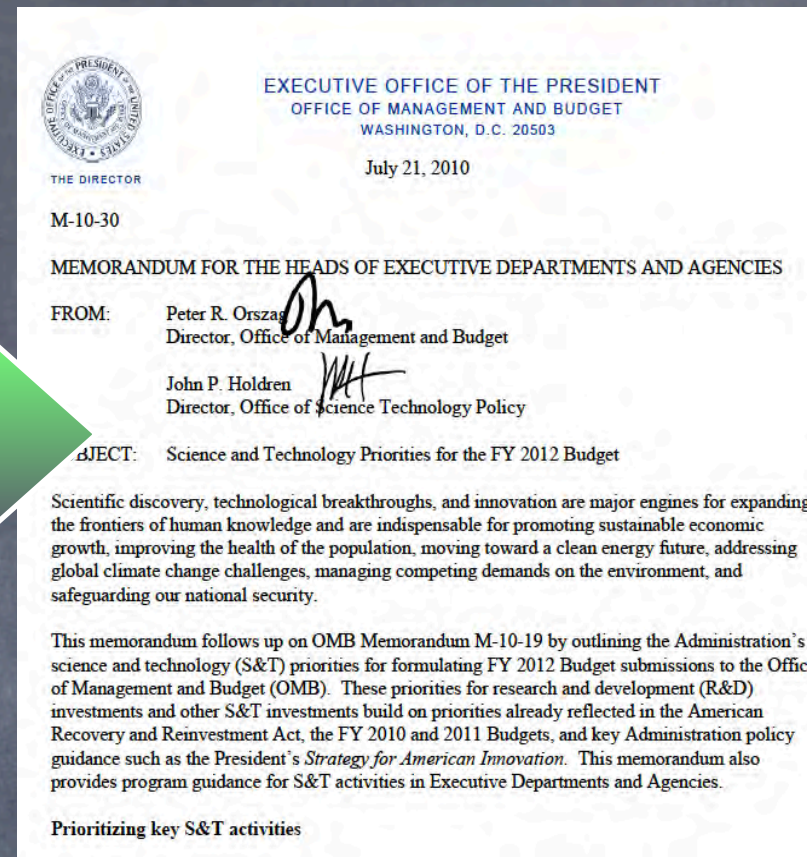 EXECUTIVE OFFICE OF THE PRESIDENT
OFFICE OF MANAGEMENT AND BUDGET
WASHINGTON, D.C. 20503
July 21, 2010
EXECUTIVE OFFICE OF THE PRESIDENT OF THE UNITED STATES
THE DIRECTOR
M-10-30
MEMORANDUM FOR THE HEADS OF EXECUTIVE DEPARTMENTS AND AGENCIES
FROM: Peter R. Orszag
Director, Office of Management and Budget
John P. Holdren
Director, Office of Science Technology Policy
BJECT: Science and Technology Priorities for the FY 2012 Budget
Scientific discovery, technological breakthroughs, and innovation are major engines for expanding
the frontiers of human knowledge and are indispensable for promoting sustainable economic
growth, improving the health of the population, moving toward a clean energy future, addressing
global climate change challenges, managing competing demands on the environment, and
safeguarding our national security.
This memorandum follows up on OMB Memorandum M-10-19 by outlining the Administration's
science and technology (S&T) priorities for formulating FY 2012 Budget submissions to the Offic
of Management and Budget (OMB). These priorities for research and development (R&D)
investments and other S&T investments build on priorities already reflected in the American
Recovery and Reinvestment Act, the FY 2010 and 2011 Budgets, and key Administration policy
guidance such as the President's Strategy for American Innovation. This memorandum also
provides program guidance for S&T activities in Executive Departments and Agencies.
Prioritizing key S&T activities